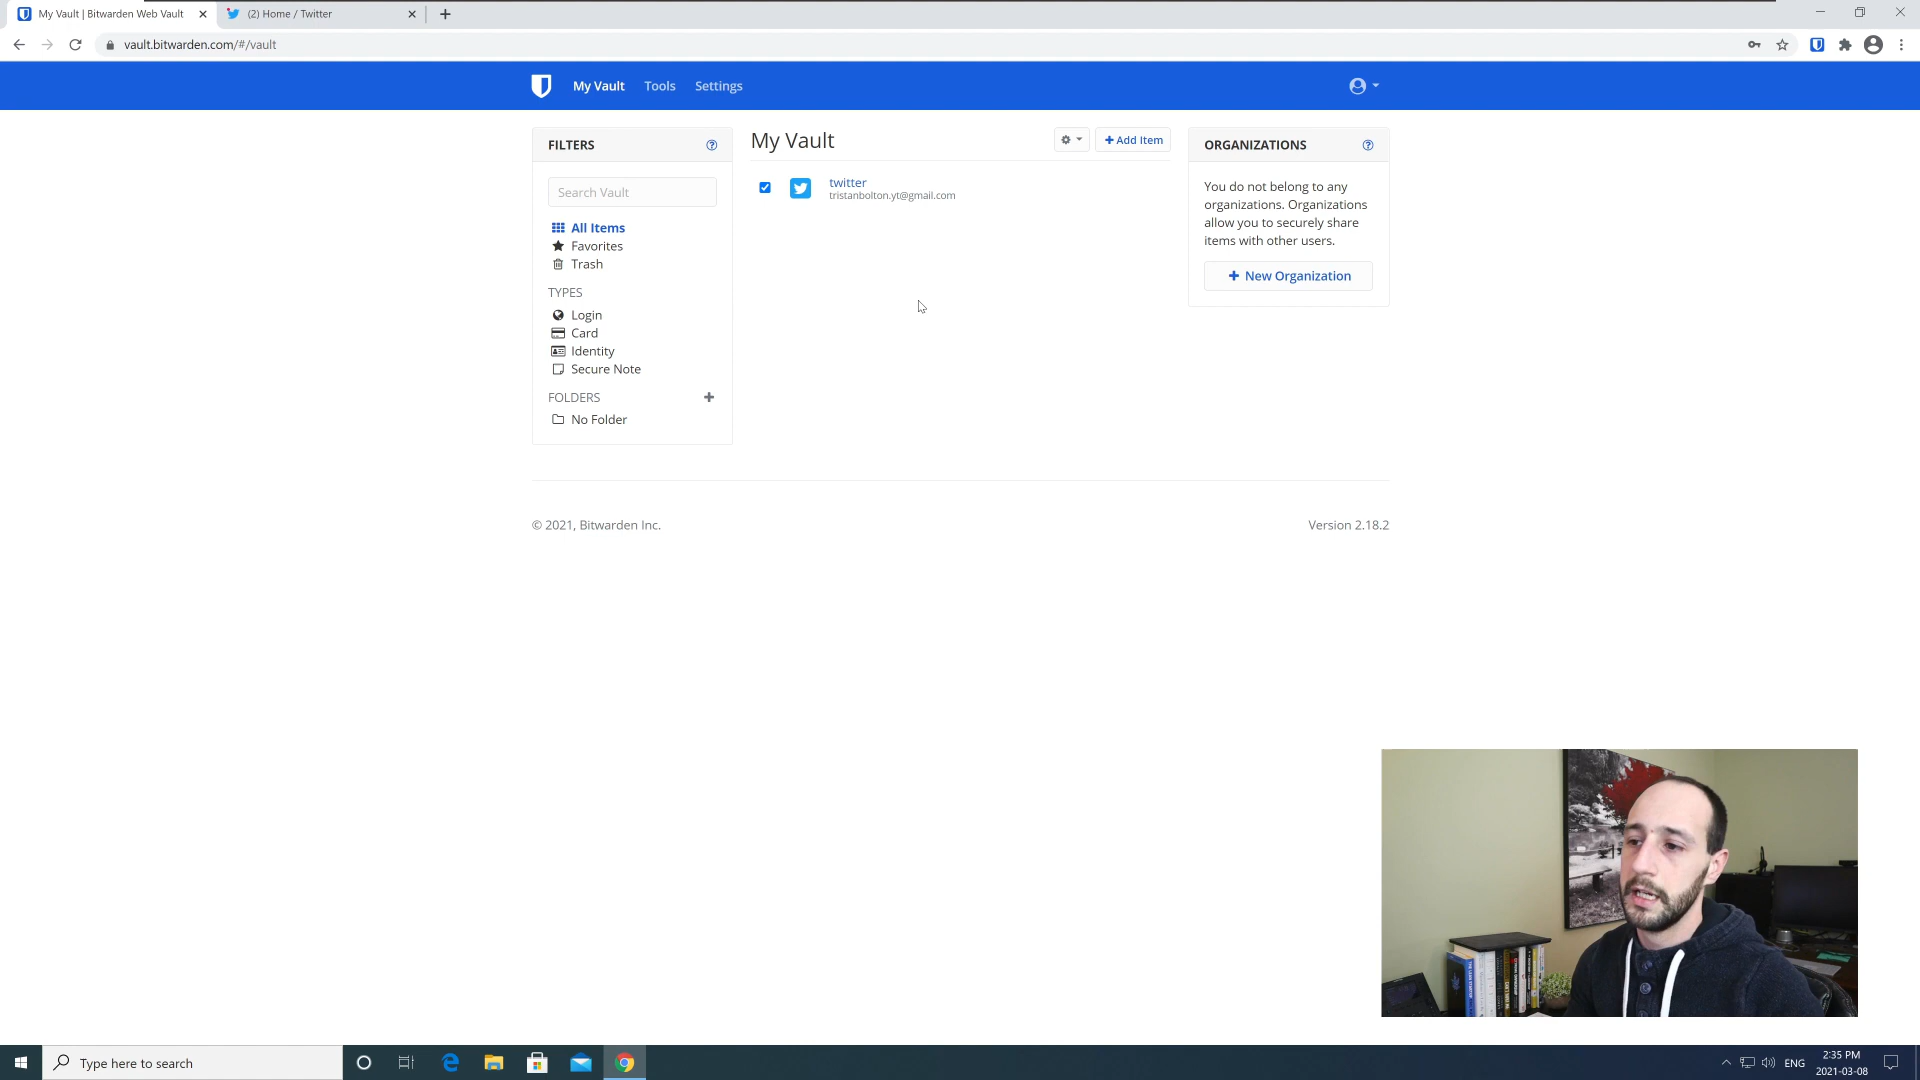 My Vault | Bitwarden Web Vault
(2) Home / Twitter
vault.bitwarden.com/#/vault
My Vault
Tools
Settings
FILTERS
Search Vault
All Items
Favorites
Trash
TYPES
Login
Card
Identity
Secure Note
FOLDERS
No Folder
My Vault
Add Item
twitter
tristanbolton.yt@gmail.com
ORGANIZATIONS
You do not belong to any
organizations. Organizations
allow you to securely share
items with other users.
New Organization
© 2021, Bitwarden Inc.
Version 2.18.2
Type here to search
ENG
2:35 PM
2021-03-08